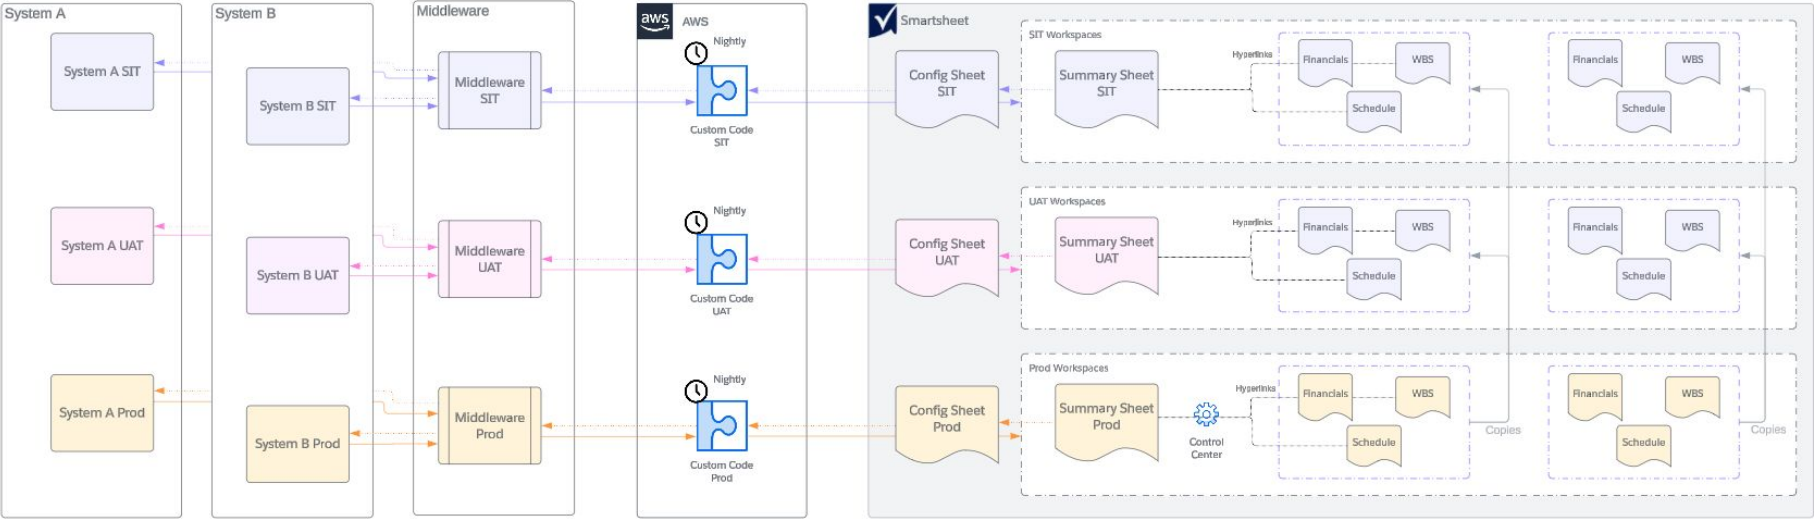 System A
System B
Middleware
aws
AWS
Smartsheet
System A SIT
System B SIT
Middleware
SIT
Nightly
Custom Code
SIT
Config Sheet
SIT
SIT Workspaces
Summary Sheet
SIT
Hyperlinks
Financials
WBS
Schedule
Financials
WBS
Schedule
System A UAT
System B UAT
Middleware
UAT
Nightly
Custom Code
UAT
Config Sheet
UAT
UAT Workspaces
Summary Sheet
UAT
Hyperlinks
Financials
WBS
Schedule
Financials
WBS
Schedule
System A Prod
System B Prod
Middleware
Prod
Nightly
Custom Code
Prod
Config Sheet
Prod
Prod Workspaces
Summary Sheet
Prod
Control
Center
Hyperlinks
Financials
WBS
Schedule
Copies
Financials
WBS
Schedule
Copies